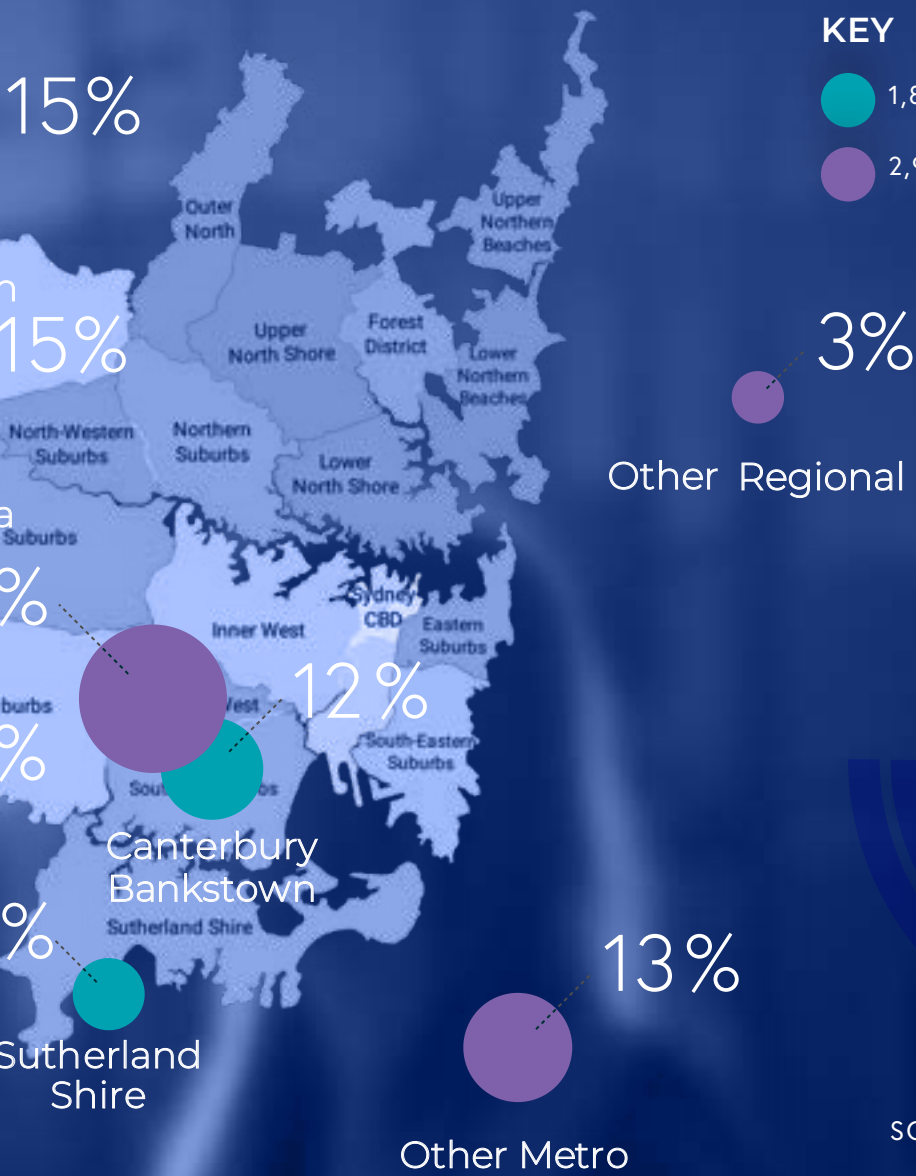 KEY
15%
Outer
North
Upper
Northern
Beaches
15%
Upper
North Shore
Forest
District
Lower
Northern
Beaches
3%
Other Regional
North-Western
Suburbs
Northern
Suburbs
Lower
North Shore
Suburbs
%
Sydney
CBD
Inner West
Eastern
Suburbs
12%
%
South-Eastern
Suburbs
Canterbury
Bankstown
Sutherland Shire
%
13%
Sutherland
Shire
Other Metro